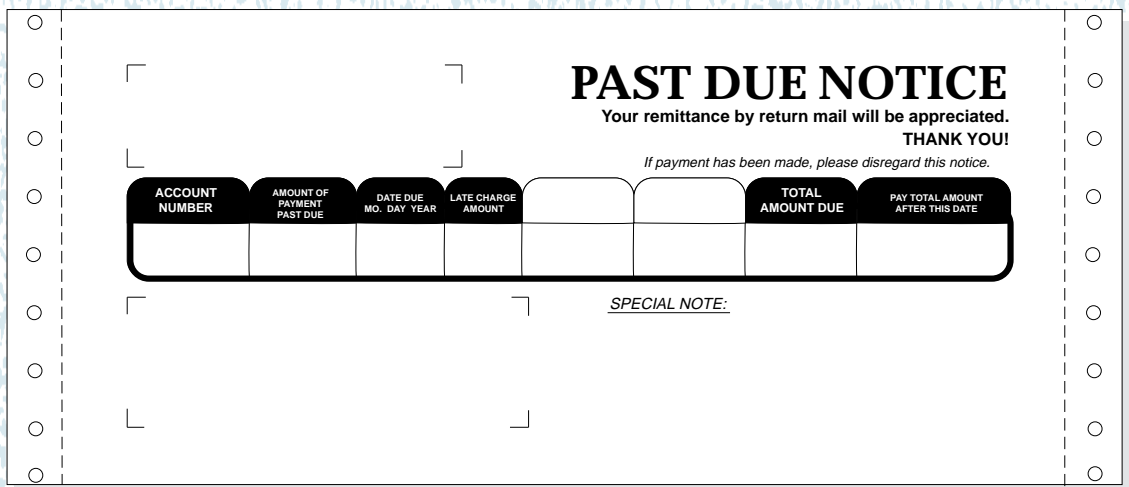 PAST DUE NOTICE
Your remittance by return mail will be appreciated.
THANK YOU!
If payment has been made, please disregard this notice.
ACCOUNT
NUMBER
AMOUNT OF
PAYMENT
PAST DUE
DATE DUE
MO. DAY YEAR
LATE CHARGE
AMOUNT
TOTAL
AMOUNT DUE
PAY TOTAL AMOUNT
AFTER THIS DATE
SPECIAL NOTE: